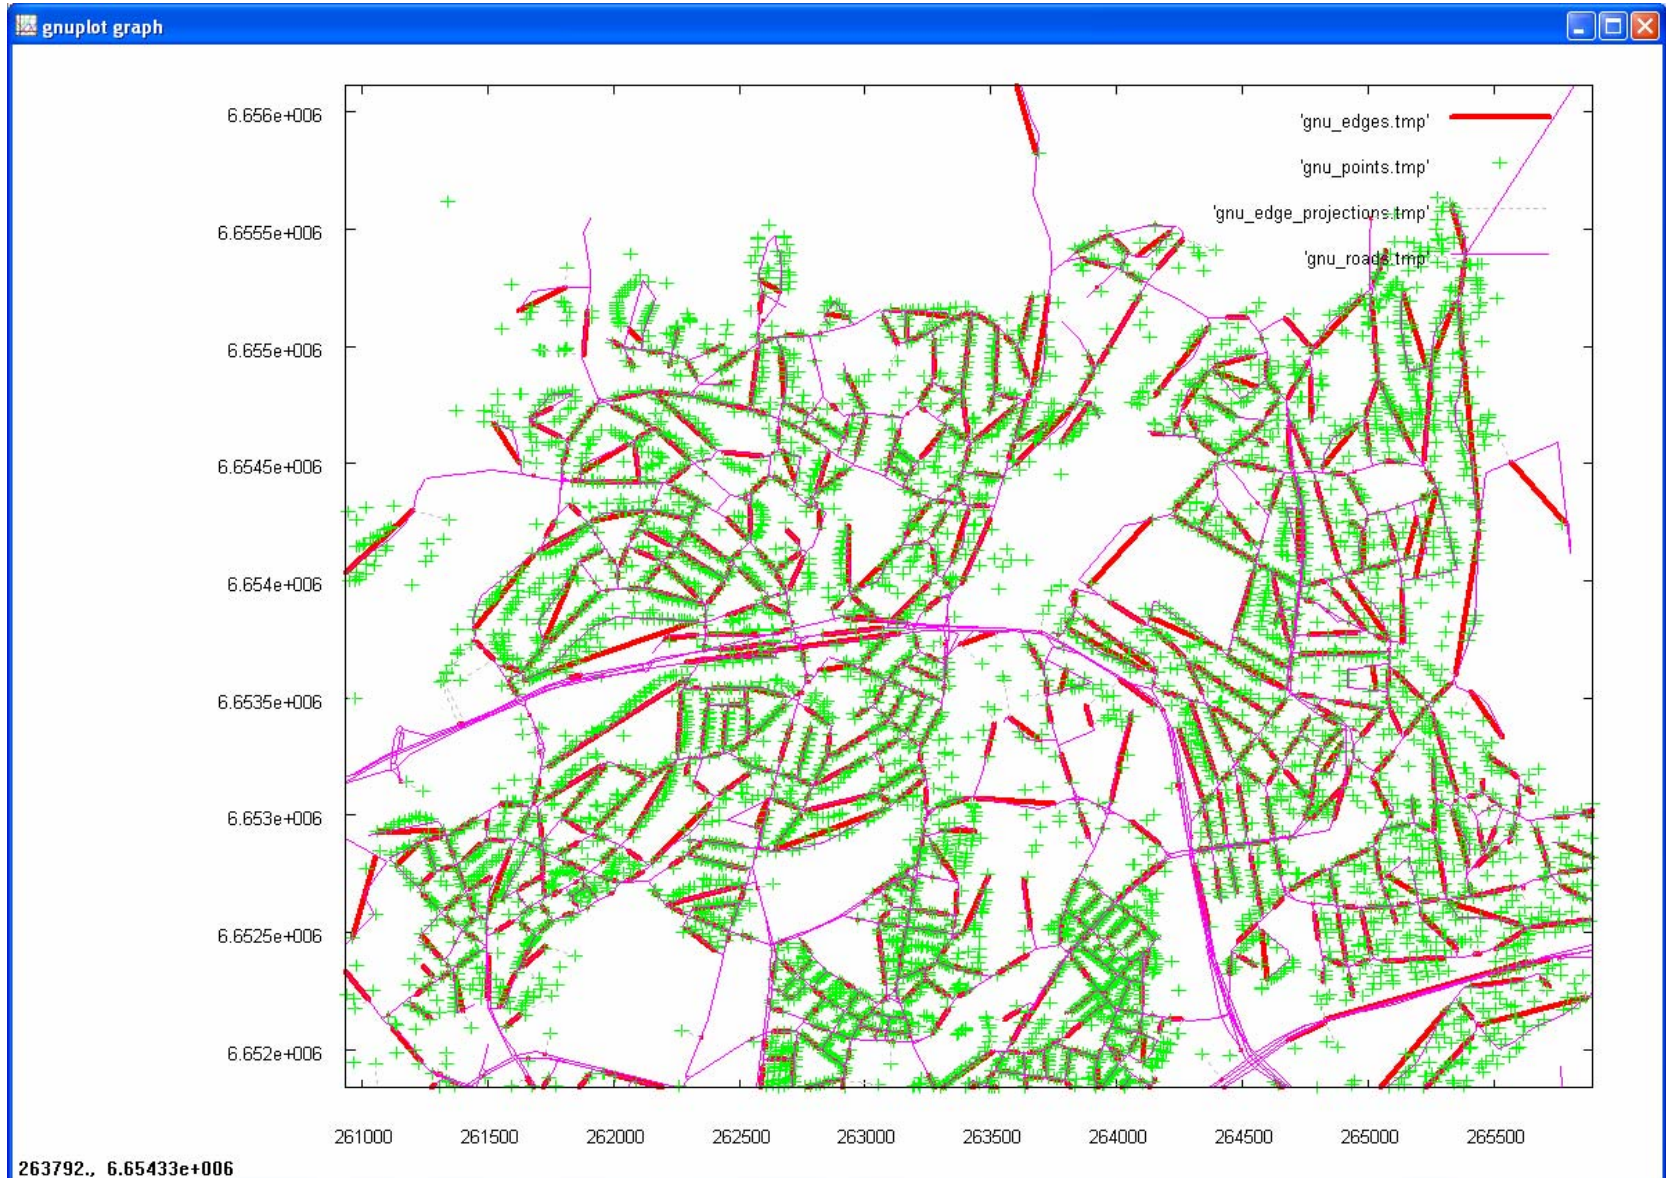 gnuplot graph
6.656e+006
'gnu_edges.tmp'
'gnu_points.tmp'
'gnu_edge_projections.tmp'
6.6555e+006
'gnu_roads.tmp'
6.655e+006
6.6545e+006
6.654e+006
6.6535e+006
6.653e+006
6.6525e+006
6.652e+006
261000 261500 262000 262500 263000 263500 264000 264500 265000 265500
263792., 6.65433e+006